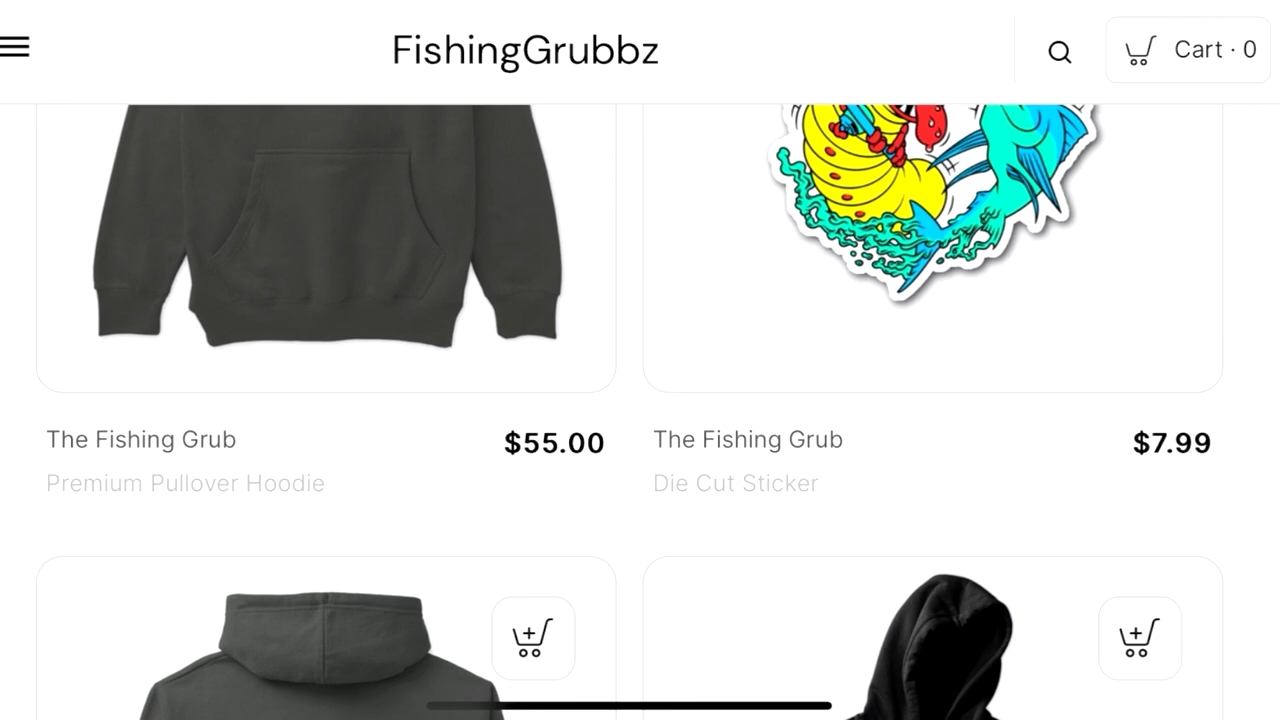 FishingGrubbz
Cart · 0
The Fishing Grub
$55.00
Premium Pullover Hoodie
The Fishing Grub
$7.99
Die Cut Sticker